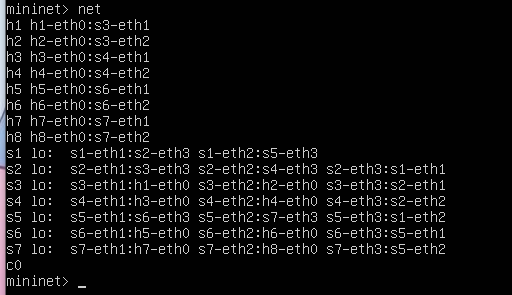 mininet> net
h1 h1-eth0:s3-eth1
h2 h2-eth0:s3-eth2
h3 h3-eth0:s4-eth1
h4 h4-eth0:s4-eth2
h5 h5-eth0:s6-eth1
h6 h6-eth0:s6-eth2
h7 h7-eth0:s7-eth1
h8 h8-eth0:s7-eth2
s1 lo:  s1-eth1:s2-eth3 s1-eth2:s5-eth3
s2 lo:  s2-eth1:s3-eth3 s2-eth2:s4-eth3 s2-eth3:s1-eth1
s3 lo:  s3-eth1:h1-eth0 s3-eth2:h2-eth0 s3-eth3:s2-eth1
s4 lo:  s4-eth1:h3-eth0 s4-eth2:h4-eth0 s4-eth3:s2-eth2
s5 lo:  s5-eth1:s6-eth3 s5-eth2:s7-eth3 s5-eth3:s1-eth2
s6 lo:  s6-eth1:h5-eth0 s6-eth2:h6-eth0 s6-eth3:s5-eth1
s7 lo:  s7-eth1:h7-eth0 s7-eth2:h8-eth0 s7-eth3:s5-eth2
c0
mininet> _